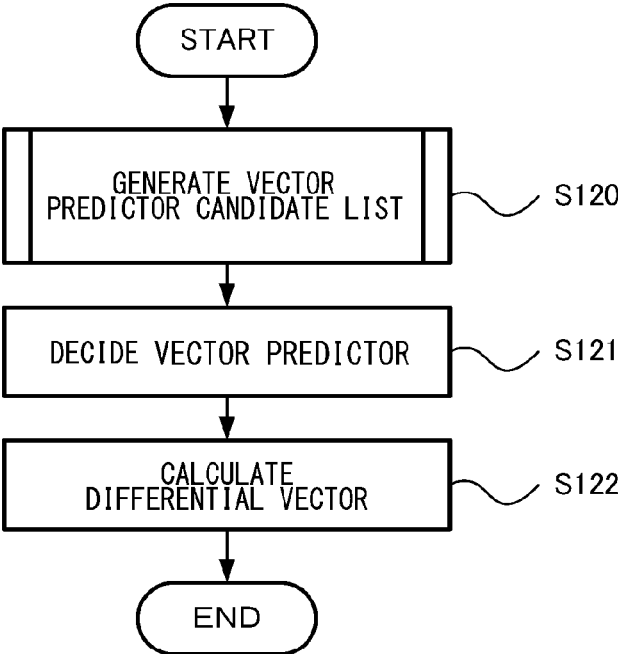 START
GENERATE VECTOR
PREDICTOR CANDIDATE LIST
S120
DECIDE VECTOR PREDICTOR
S121
CALCULATE
DIFFERENTIAL VECTOR
S122
END